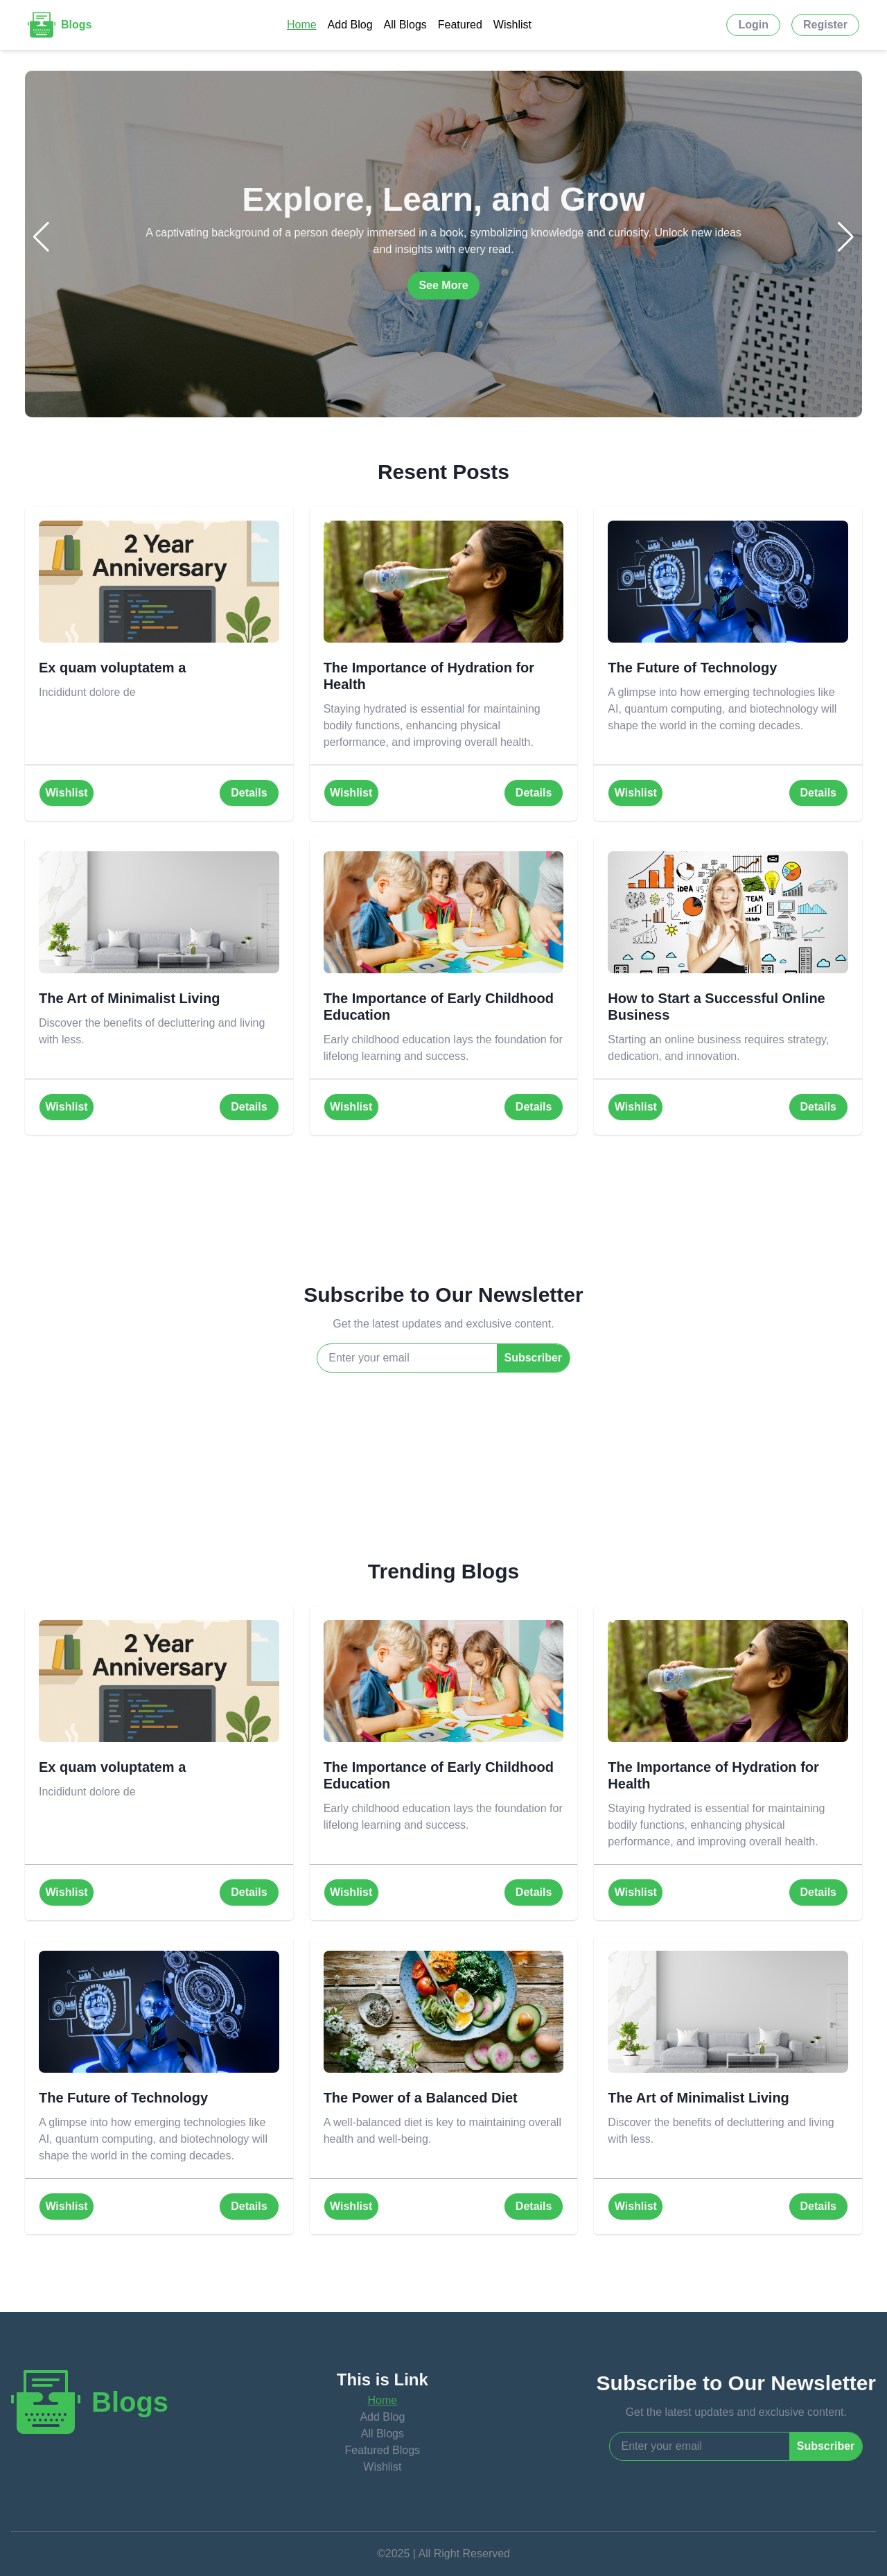 Blogs
Home Add Blog All Blogs Featured Wishlist
Login Register
Explore, Learn, and Grow
A captivating background of a person deeply immersed in a book, symbolizing knowledge and curiosity. Unlock new ideas
and insights with every read.
See More
Resent Posts
2 Year
Anniversary
Ex quam voluptatem a
Incididunt dolore de
Wishlist Details
The Importance of Hydration for
Health
Staying hydrated is essential for maintaining
bodily functions, enhancing physical
performance, and improving overall health.
Wishlist Details
The Future of Technology
A glimpse into how emerging technologies like
AI, quantum computing, and biotechnology will
shape the world in the coming decades.
Wishlist Details
The Art of Minimalist Living
Discover the benefits of decluttering and living
with less.
Wishlist Details
The Importance of Early Childhood
Education
Early childhood education lays the foundation for
lifelong learning and success.
Wishlist Details
IDEA
TEAM
How to Start a Successful Online
Business
Starting an online business requires strategy,
dedication, and innovation.
Wishlist Details
Subscribe to Our Newsletter
Get the latest updates and exclusive content.
Enter your email Subscriber
Trending Blogs
2 Year
Anniversary
Ex quam voluptatem a
Incididunt dolore de
Wishlist Details
The Importance of Early Childhood
Education
Early childhood education lays the foundation for
lifelong learning and success.
Wishlist Details
The Importance of Hydration for
Health
Staying hydrated is essential for maintaining
bodily functions, enhancing physical
performance, and improving overall health.
Wishlist Details
The Future of Technology
A glimpse into how emerging technologies like
AI, quantum computing, and biotechnology will
shape the world in the coming decades.
Wishlist Details
The Power of a Balanced Diet
A well-balanced diet is key to maintaining overall
health and well-being.
Wishlist Details
The Art of Minimalist Living
Discover the benefits of decluttering and living
with less.
Wishlist Details
Blogs
This is Link
Home
Add Blog
All Blogs
Featured Blogs
Wishlist
Subscribe to Our Newsletter
Get the latest updates and exclusive content.
Enter your email Subscriber
©2025 | All Right Reserved